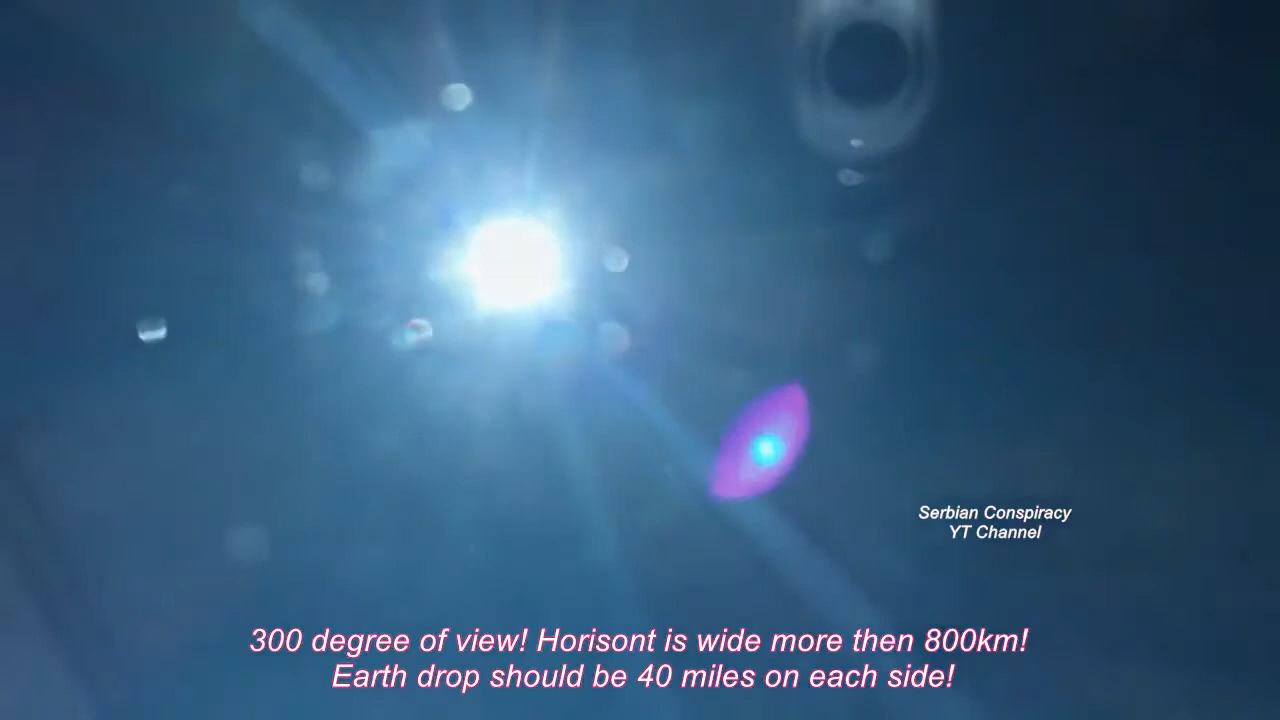 Serbian Conspiracy
YT Channel
300 degree of view! Horisont is wide more then 800km!
Earth drop should be 40 miles on each side!